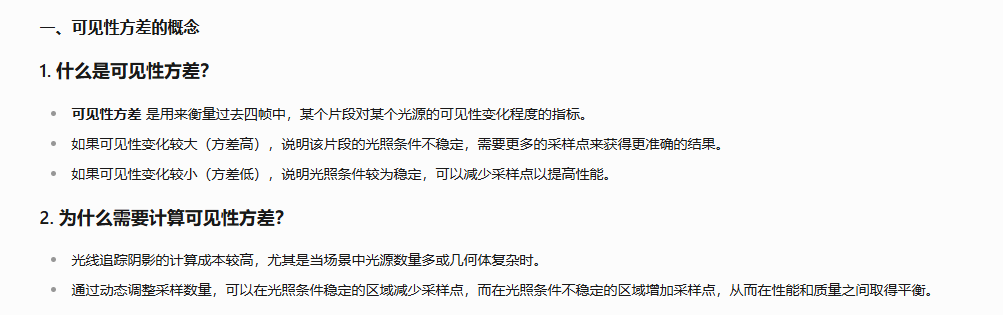 一、可见性方差的概念
1. 什么是可见性方差？
可见性方差 是用来衡量过去四帧中，某个片段对某个光源的可见性变化程度的指标。
如果可见性变化较大（方差高），说明该片段的光照条件不稳定，需要更多的采样点来获得更准确的结果。
如果可见性变化较小（方差低），说明光照条件较为稳定，可以减少采样点以提高性能。
2. 为什么需要计算可见性方差？
光线追踪阴影的计算成本较高，尤其是当场景中光源数量多或几何体复杂时。
通过动态调整采样数量，可以在光照条件稳定的区域减少采样点，而在光照条件不稳定的区域增加采样点，从而在性能和质量之间取得平衡。